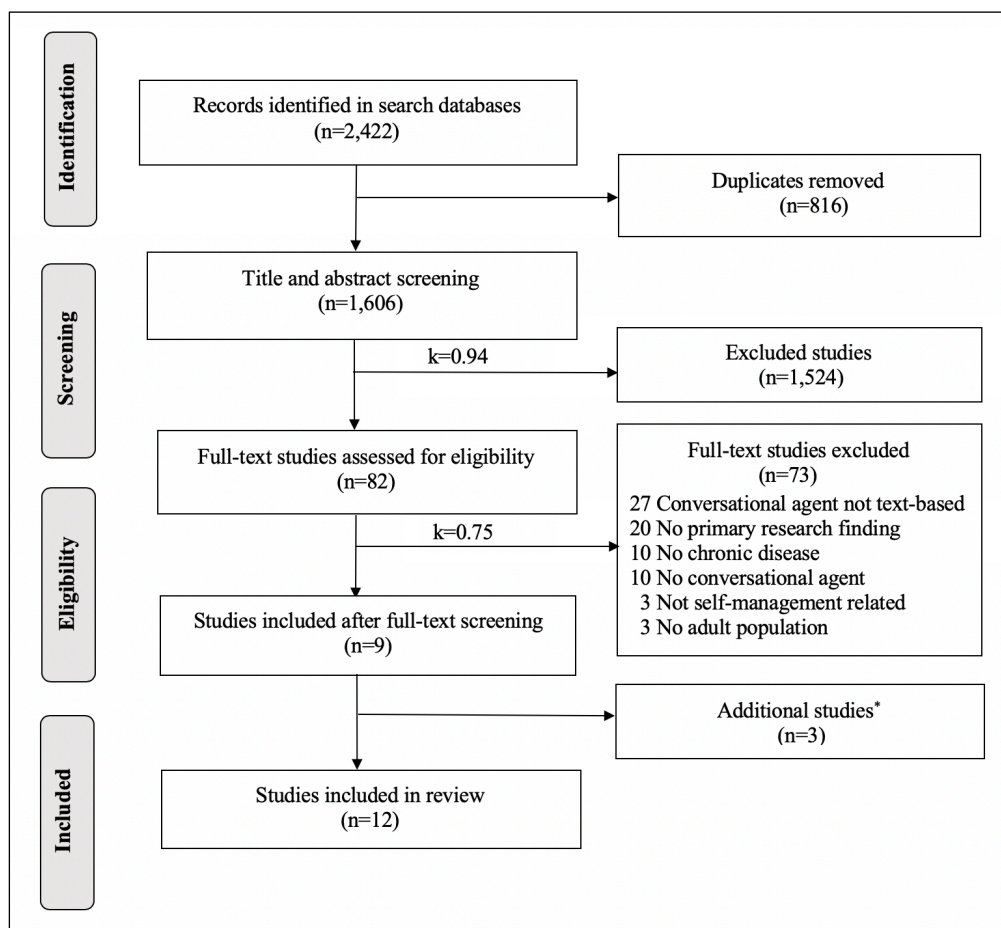 Identification
Records identified in search databases
(n=2,422)
Duplicates removed
(n=816)
Screening
Title and abstract screening
(n=1,606)
k=0.94
Excluded studies
(n=1,524)
Eligibility
Full-text studies assessed for eligibility
(n=82)
k=0.75
Full-text studies excluded
(n=73)
27 Conversational agent not text-based
20 No primary research finding
10 No chronic disease
10 No conversational agent
3 Not self-management related
3 No adult population
Studies included after full-text screening
(n=9)
Included
Additional studies*
(n=3)
Studies included in review
(n=12)